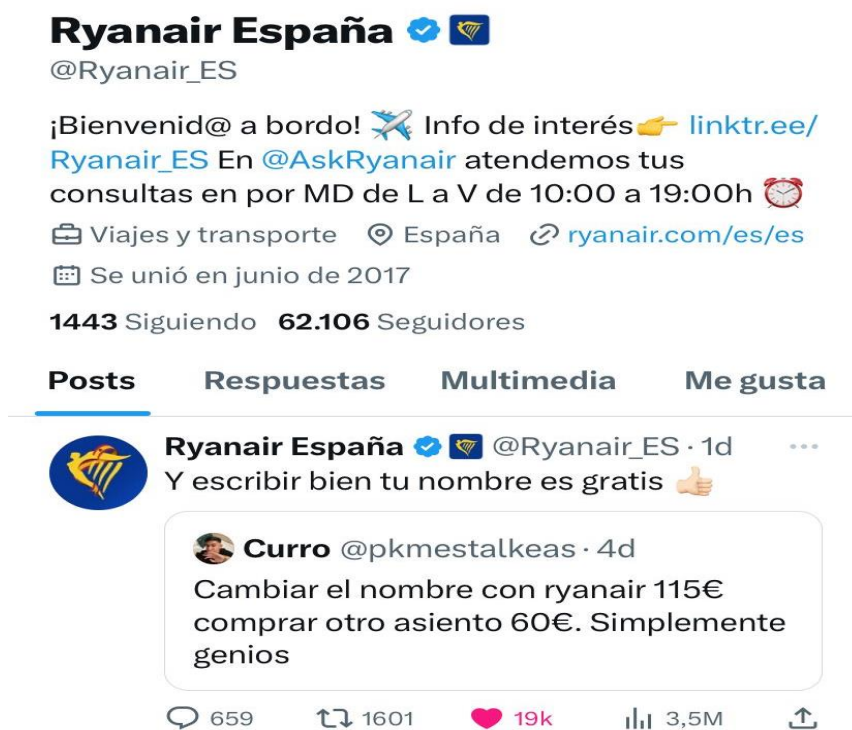 Ryanair España
@Ryanair_ES
¡Bienvenid@ a bordo! ✈️ Info de interés👉 linktr.ee/
Ryanair_ES En @AskRyanair atendemos tus
consultas en por MD de L a V de 10:00 a 19:00h ⏰
Viajes y transporte España ryanair.com/es/es
Se unió en junio de 2017
1443 Siguiendo 62.106 Seguidores
Posts Respuestas Multimedia Me gusta
Ryanair España @Ryanair_ES · 1d
Y escribir bien tu nombre es gratis 👍🏻
Curro @pkmestalkeas · 4d
Cambiar el nombre con ryanair 115€
comprar otro asiento 60€. Simplemente
genios
659 1601 19k 3,5M